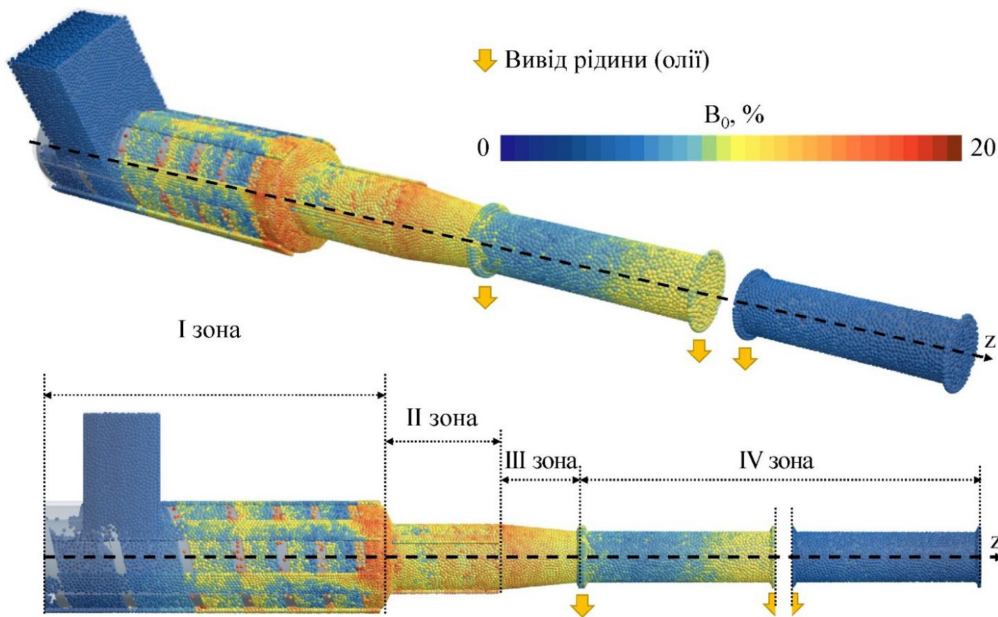 Вивід рідини (олії)
B₀, %
0
20
z
I зона
II зона
III зона
IV зона
z